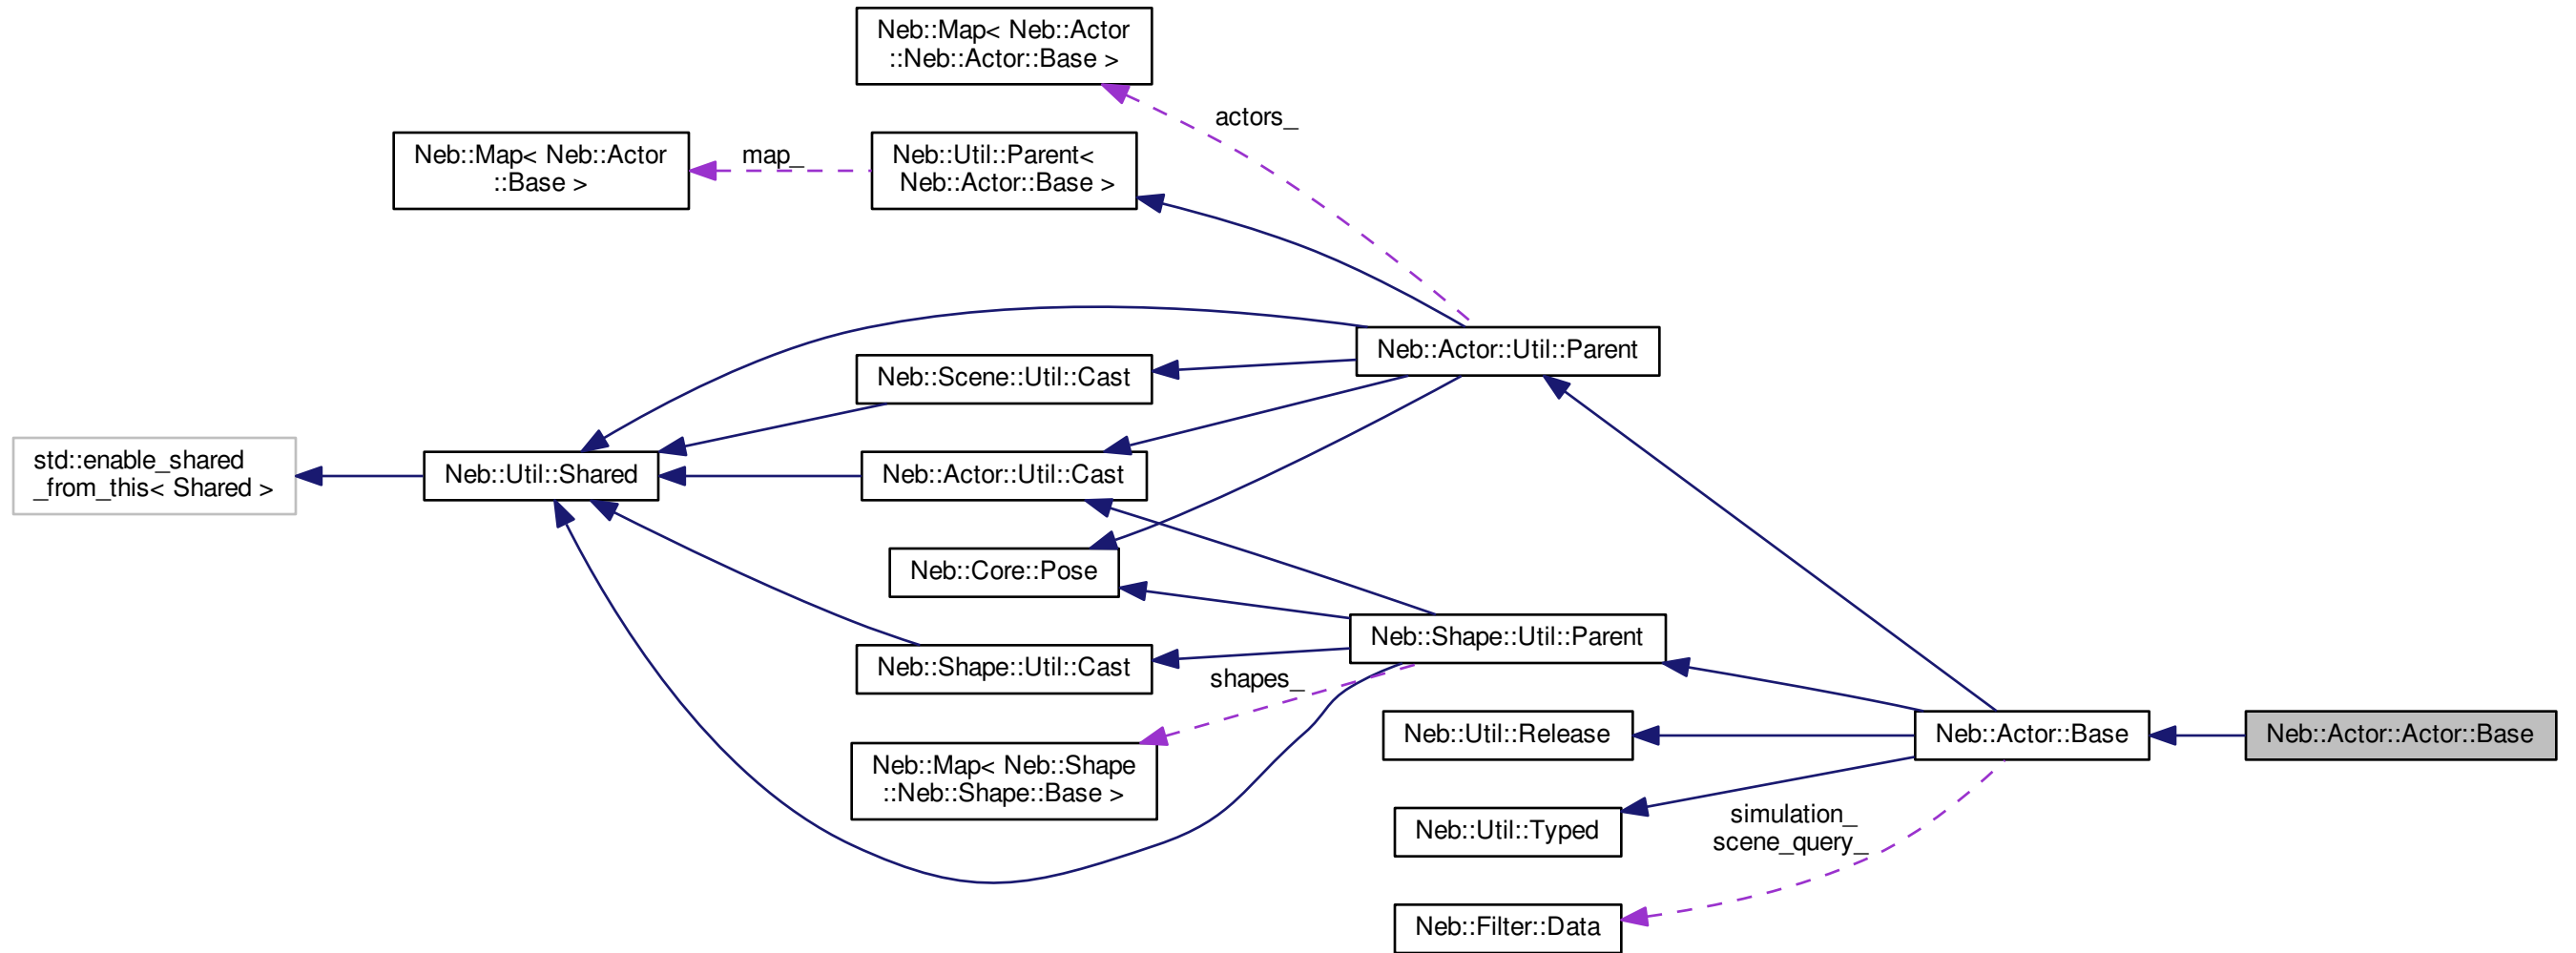 Neb::Map< Neb::Actor
::Neb::Actor::Base >
actors_
Neb::Map< Neb::Actor
::Base >
map_
Neb::Util::Parent<
Neb::Actor::Base >
Neb::Actor::Util::Parent
Neb::Scene::Util::Cast
std::enable_shared
_from_this< Shared >
Neb::Util::Shared
Neb::Actor::Util::Cast
Neb::Core::Pose
Neb::Shape::Util::Parent
Neb::Shape::Util::Cast
shapes_
Neb::Map< Neb::Shape
::Neb::Shape::Base >
Neb::Util::Release
Neb::Actor::Base
Neb::Actor::Actor::Base
Neb::Util::Typed
simulation_
scene_query_
Neb::Filter::Data